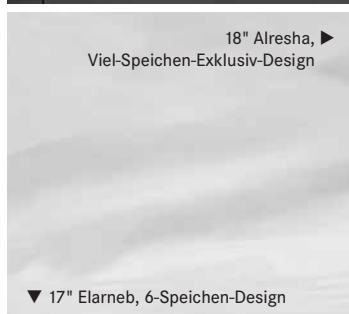 18" Alresha, ▶
Viel-Speichen-Exklusiv-Design
▼ 17" Elarneb, 6-Speichen-Design